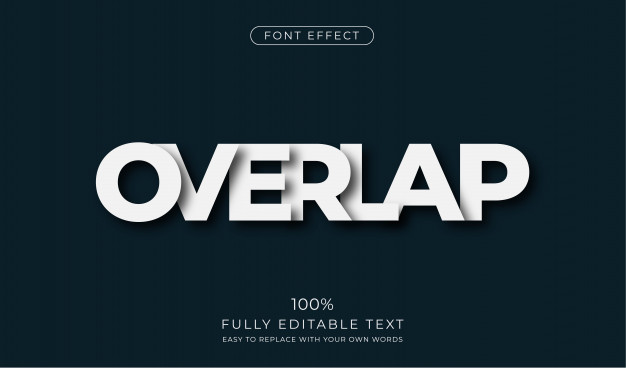 FONT EFFECT
OVERLAP
100%
FULLY EDITABLE TEXT
EASY TO REPLACE WITH YOUR OWN WORDS